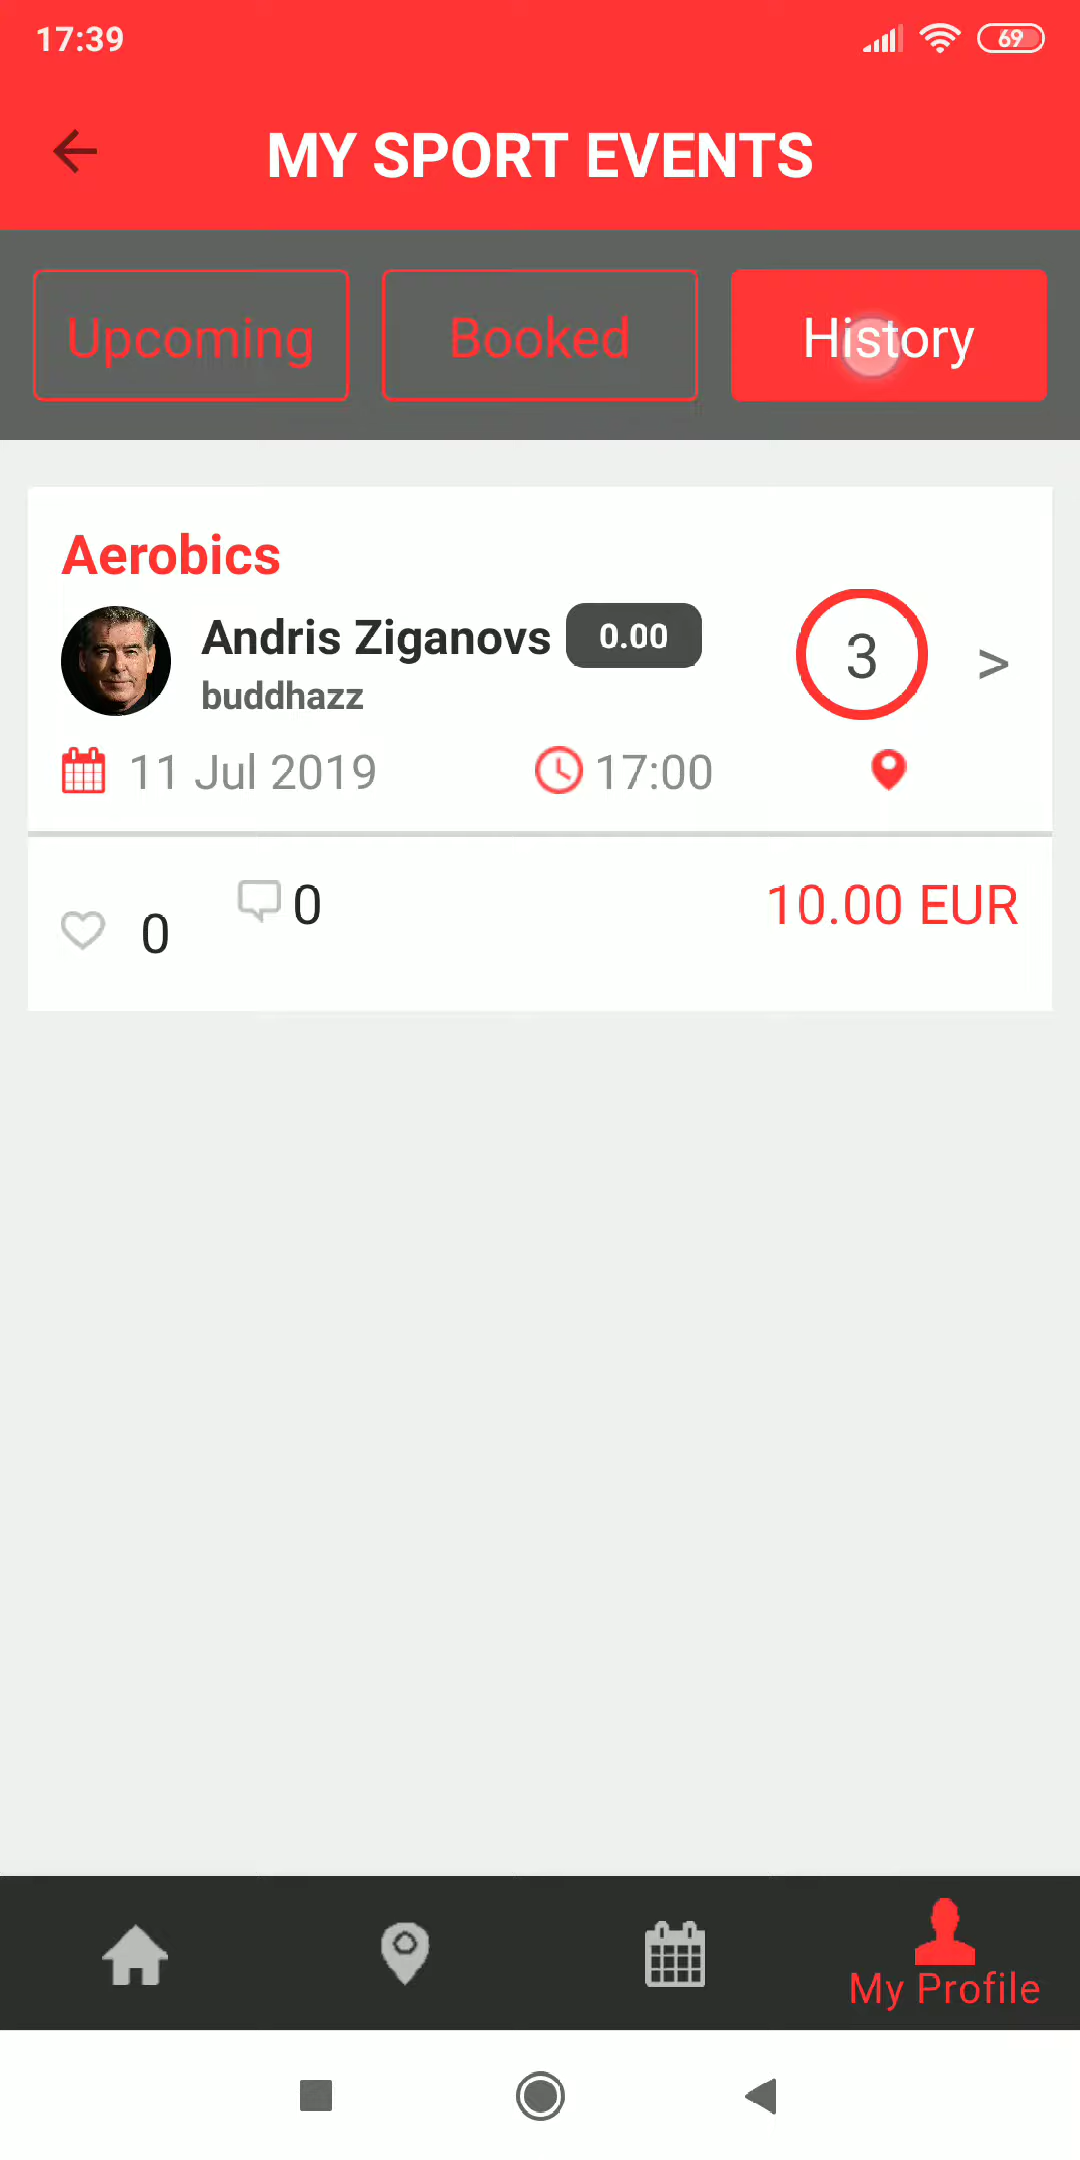 17:39
69
MY SPORT EVENTS
Upcoming Booked History
Aerobics
Andris Ziganovs 0.00
buddhazz
3 >
11 Jul 2019 17:00
0 0 10.00 EUR
My Profile